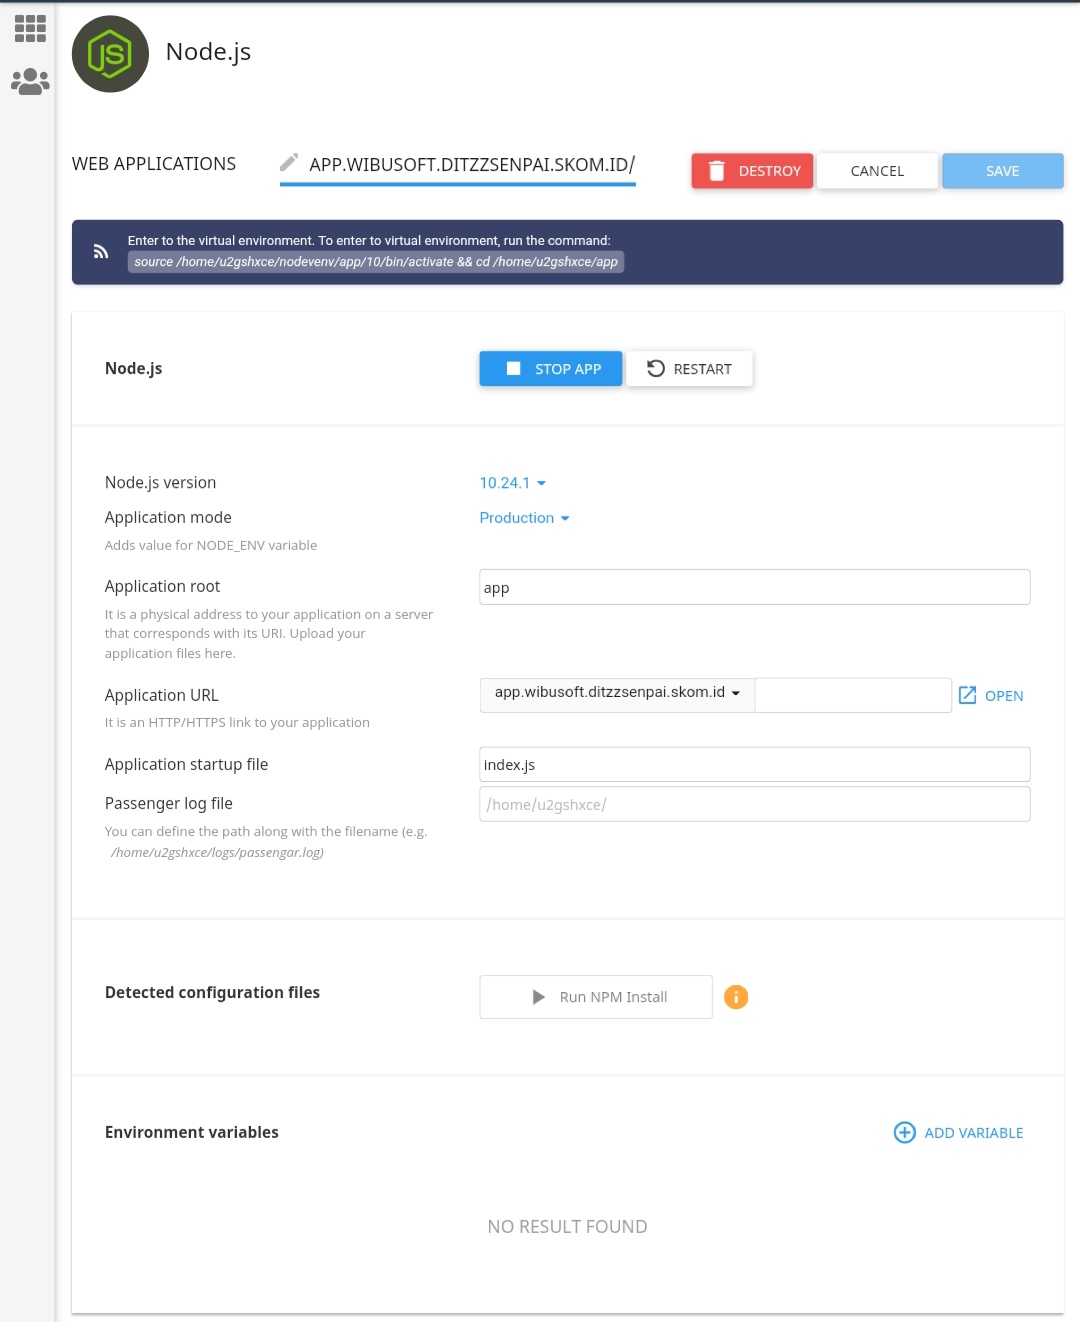 JS
Node.js
WEB APPLICATIONS
APP.WIBUSOFT.DITZZSENPAI.SKOM.ID/
DESTROY
CANCEL
SAVE
Enter to the virtual environment. To enter to virtual environment, run the command:
source /home/u2gshxce/nodevenv/app/10/bin/activate && cd /home/u2gshxce/app
Node.js
STOP APP
RESTART
Node.js version
10.24.1
Application mode
Production
Adds value for NODE_ENV variable
Application root
app
It is a physical address to your application on a server
that corresponds with its URI. Upload your
application files here.
Application URL
app.wibusoft.ditzzsenpai.skom.id
OPEN
It is an HTTP/HTTPS link to your application
Application startup file
index.js
Passenger log file
/home/u2gshxce/
You can define the path along with the filename (e.g.
/home/u2gshxce/logs/passengar.log)
Detected configuration files
Run NPM Install
i
Environment variables
ADD VARIABLE
NO RESULT FOUND